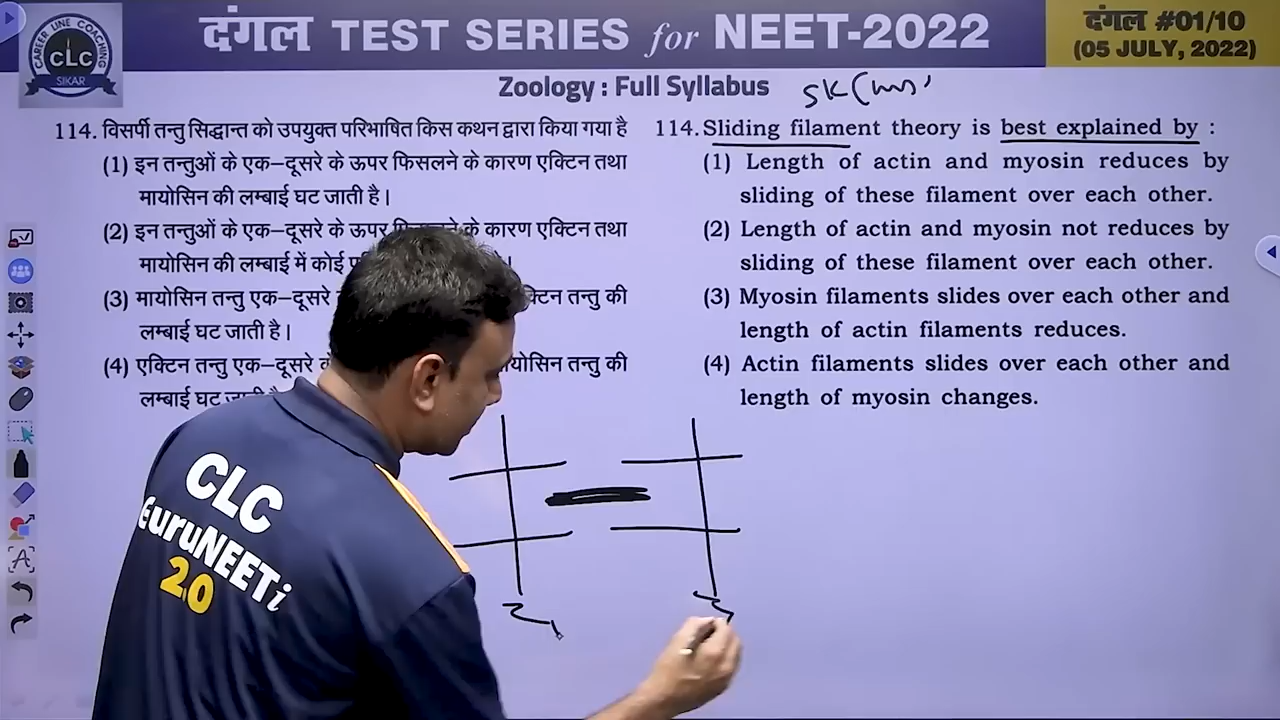 CAREER LINE COACHING
CLC
SIKAR
दंगल TEST SERIES for NEET-2022
दंगल #01/10
(05 JULY, 2022)
Zoology : Full Syllabus
114. विसर्पी तन्तु सिद्धान्त को उपयुक्त परिभाषित किस कथन द्वारा किया गया है
(1) इन तन्तुओं के एक–दूसरे के ऊपर फिसलने के कारण एक्टिन तथा
मायोसिन की लम्बाई घट जाती है।
(2) इन तन्तुओं के एक–दूसरे के ऊपर के कारण एक्टिन तथा
मायोसिन की लम्बाई में कोई
(3) मायोसिन तन्तु एक–दूसरे तन्तु की
लम्बाई घट जाती है।
(4) एक्टिन तन्तु एक–दूसरे तन्तु की
लम्बाई घट
114. Sliding filament theory is best explained by :
(1) Length of actin and myosin reduces by
sliding of these filament over each other.
(2) Length of actin and myosin not reduces by
sliding of these filament over each other.
(3) Myosin filaments slides over each other and
length of actin filaments reduces.
(4) Actin filaments slides over each other and
length of myosin changes.
CLC
GuruNEETi
2.0